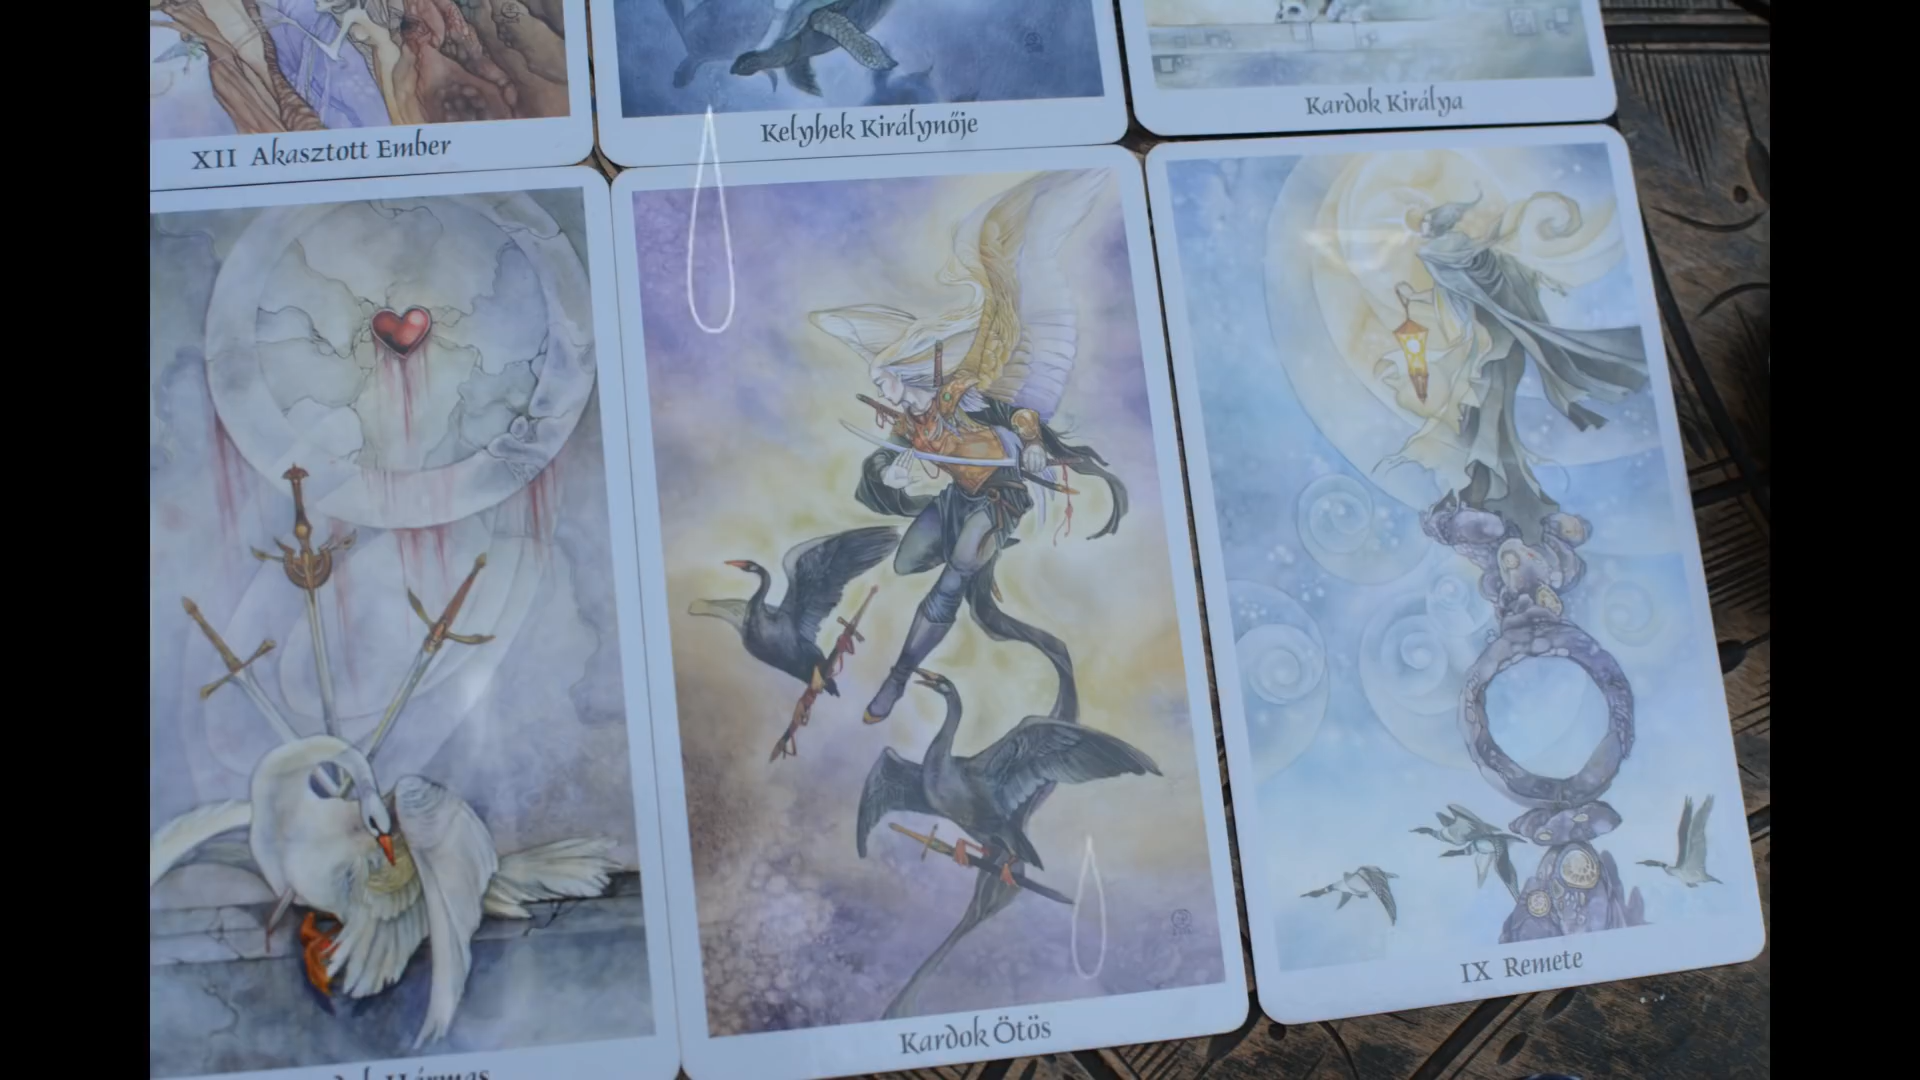 XII Akasztott Ember
Kelyhek Királynője
Kardok Királya
Kardok Ötös
IX Remete